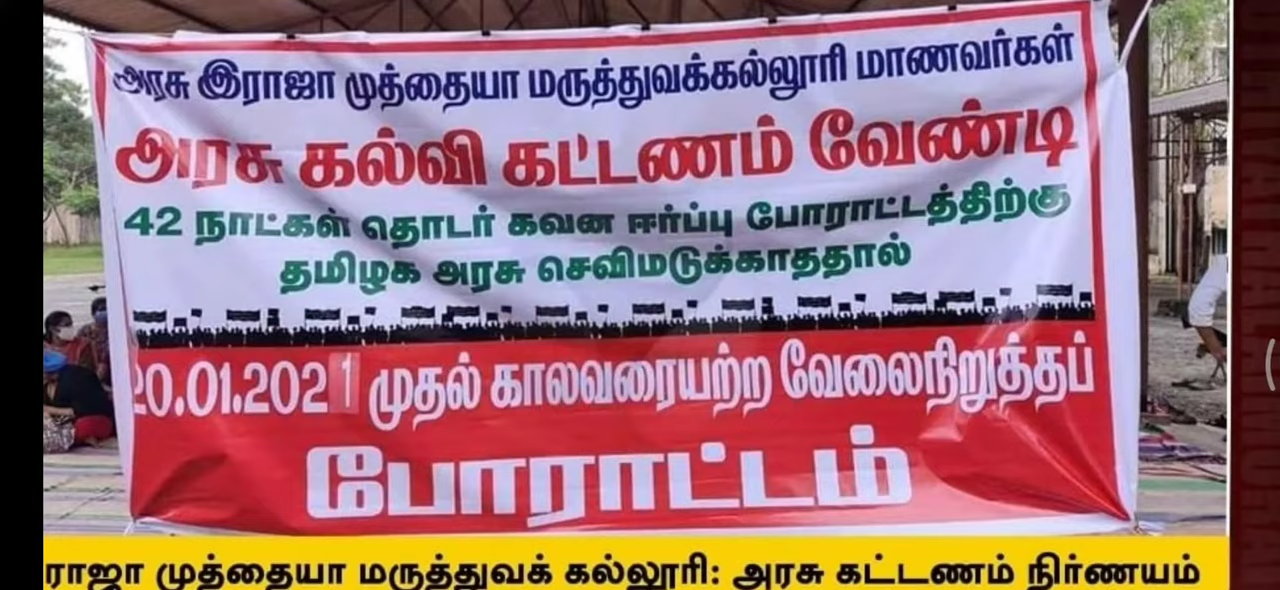 அரசு இராஜா முத்தையா மருத்துவக்கல்லூரி மாணவர்கள்
அரசு கல்வி கட்டணம் வேண்டி
42 நாட்கள் தொடர் கவன ஈர்ப்பு போராட்டத்திற்கு
தமிழக அரசு செவிமடுக்காததால்
20.01.2021 முதல் காலவரையற்ற வேலைநிறுத்தப்
போராட்டம்
ராஜா முத்தையா மருத்துவக் கல்லூரி: அரசு கட்டணம் நிர்ணயம்